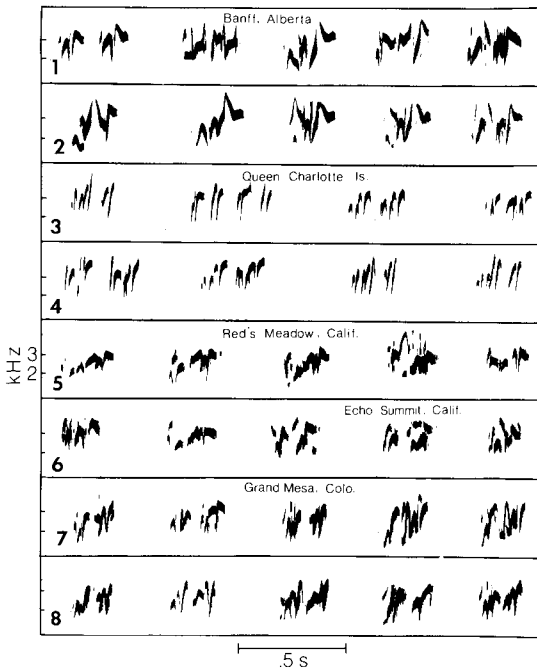 Banff. Alberta
1
2
Queen Charlotte Is.
3
4
Red's Meadow, Calif.
kHz 3
2
5
Echo Summit. Calif.
6
Grand Mesa. Colo.
7
8
.5 s